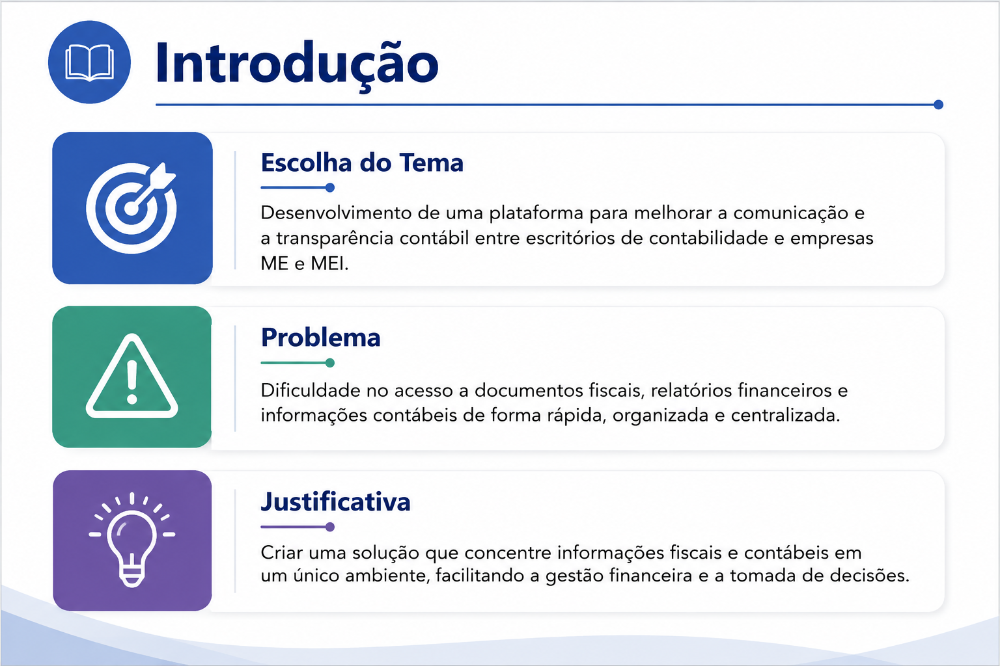 Introdução
Escolha do Tema
Desenvolvimento de uma plataforma para melhorar a comunicação e
a transparência contábil entre escritórios de contabilidade e empresas
ME e MEI.
Problema
Dificuldade no acesso a documentos fiscais, relatórios financeiros e
informações contábeis de forma rápida, organizada e centralizada.
Justificativa
Criar uma solução que concentre informações fiscais e contábeis em
um único ambiente, facilitando a gestão financeira e a tomada de decisões.